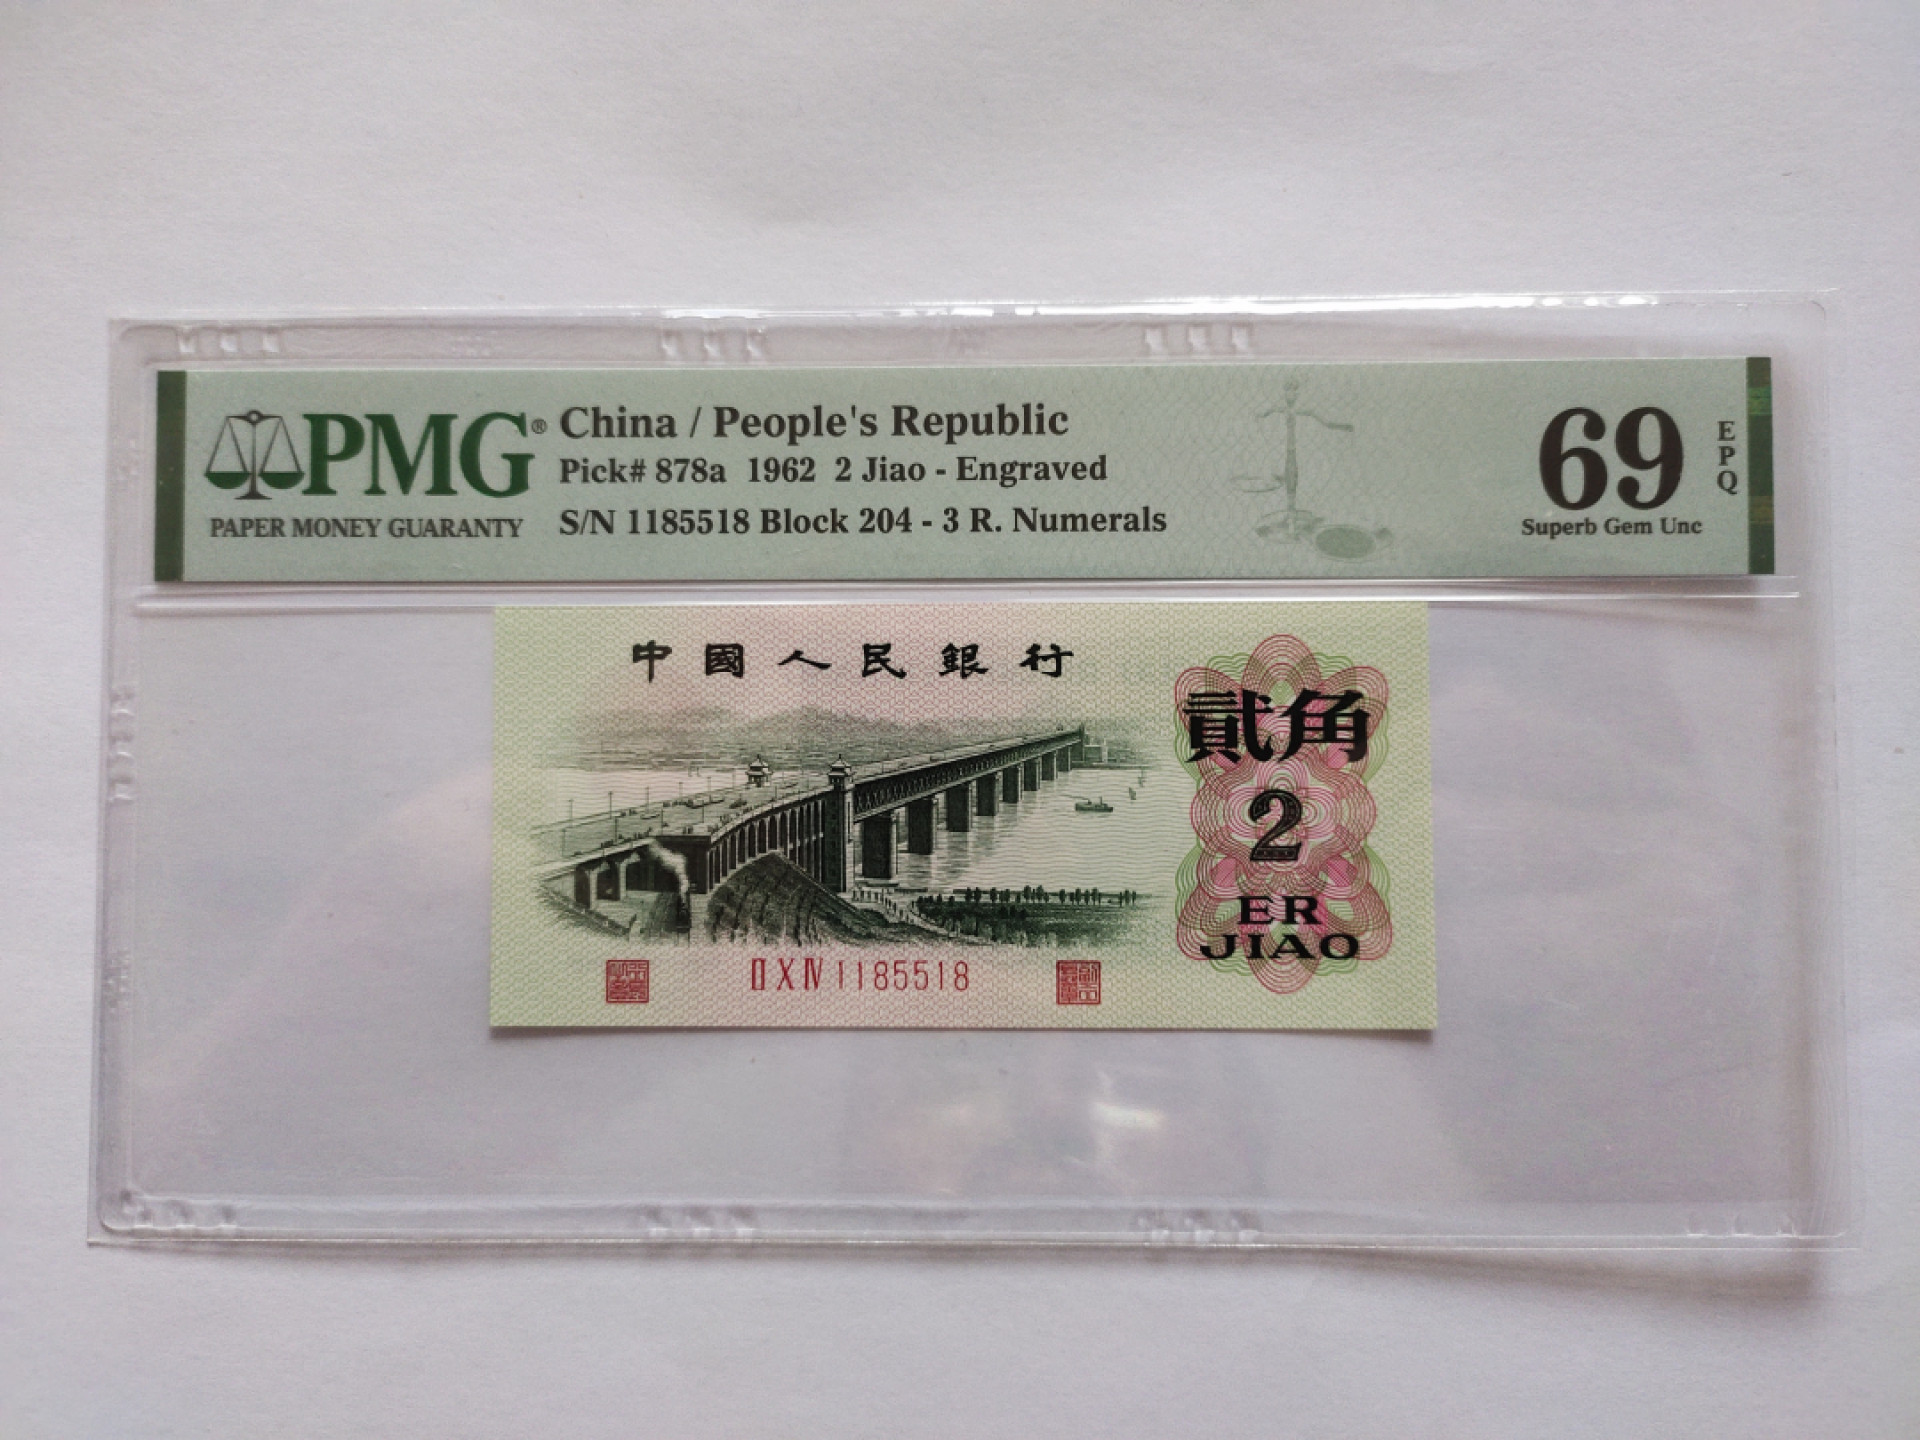 PMG®
PAPER MONEY GUARANTY
China / People's Republic
Pick# 878a 1962 2 Jiao - Engraved
S/N 1185518 Block 204 - 3 R. Numerals
69
EPQ
Superb Gem Unc
中國人民銀行
貳角
2
ER
JIAO
II X IV 1185518